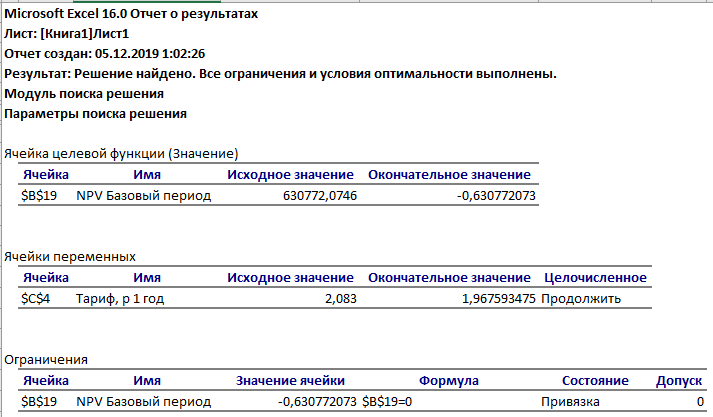 Microsoft Excel 16.0 Отчет о результатах
Лист: [Книга1]Лист1
Отчет создан: 05.12.2019 1:02:26
Результат: Решение найдено. Все ограничения и условия оптимальности выполнены.
Модуль поиска решения
Параметры поиска решения
Ячейка целевой функции (Значение)
Ячейка Имя Исходное значение Окончательное значение
$B$19 NPV Базовый период 630772,0746 -0,630772073
Ячейки переменных
Ячейка Имя Исходное значение Окончательное значение Целочисленное
$C$4 Тариф, р 1 год 2,083 1,967593475 Продолжить
Ограничения
Ячейка Имя Значение ячейки Формула Состояние Допуск
$B$19 NPV Базовый период -0,630772073 $B$19=0 Привязка 0